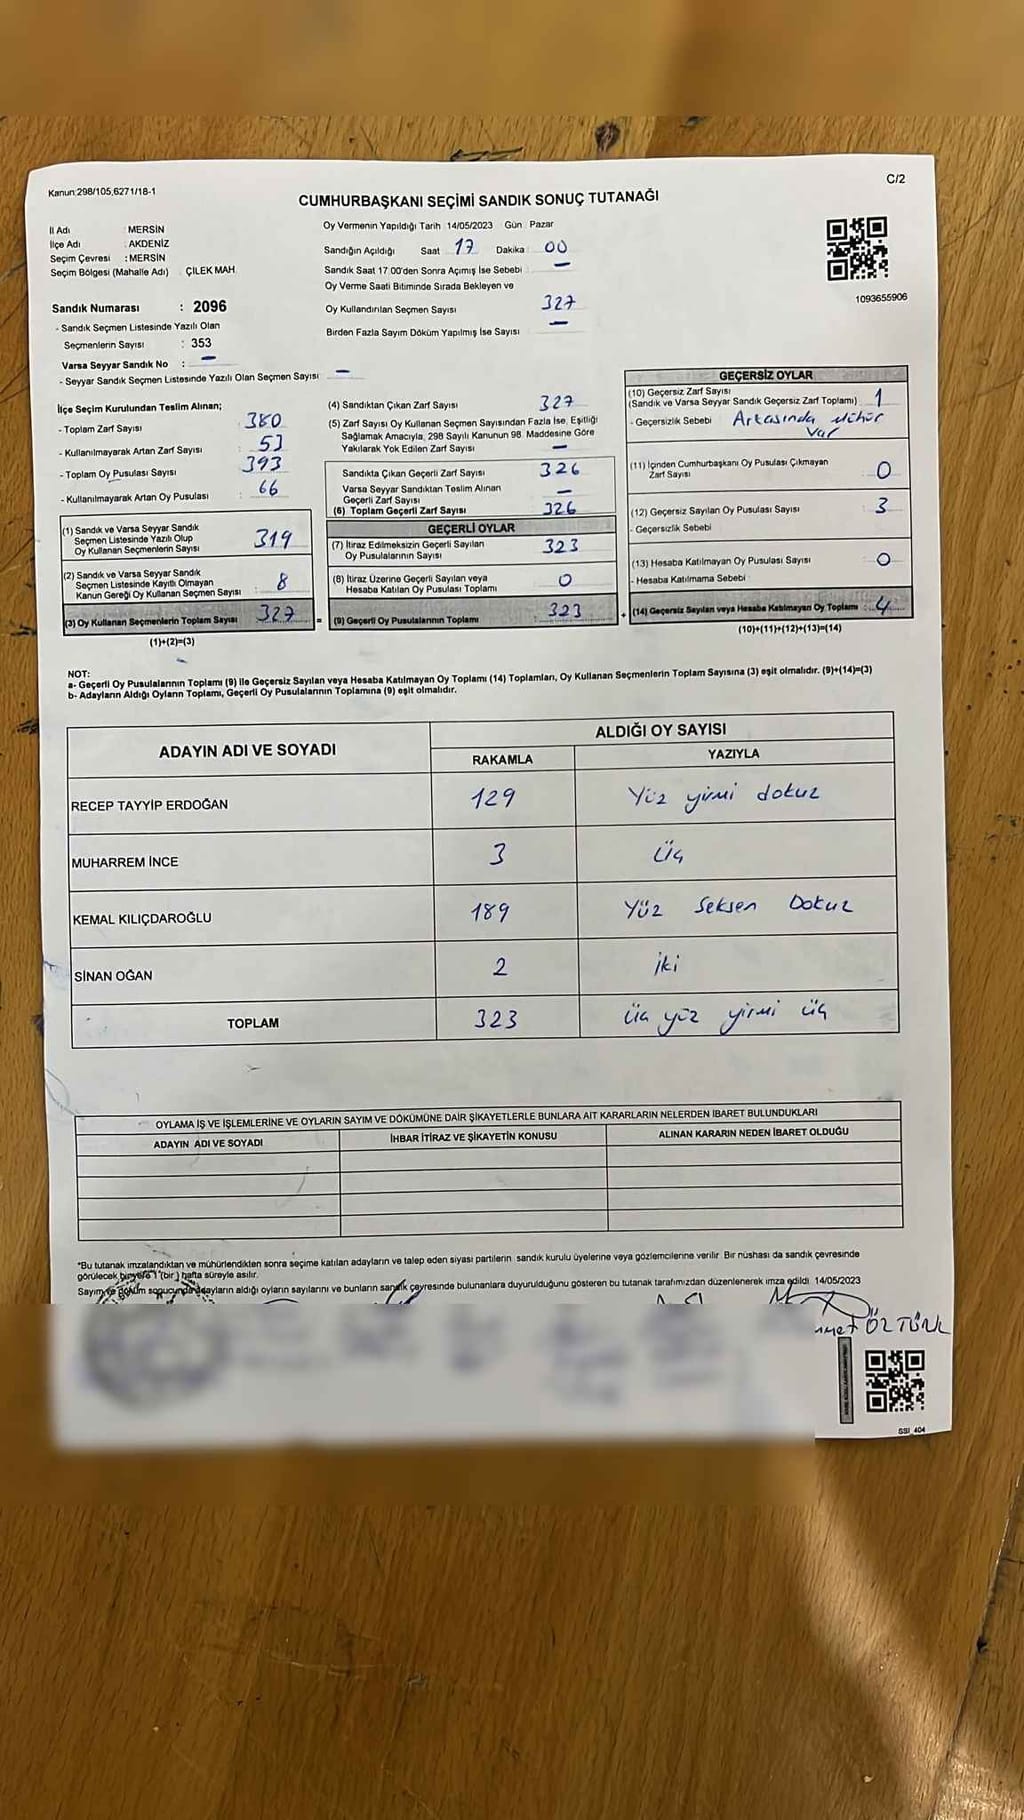 Kanun:298/105,6271/18-1
C/2
CUMHURBAŞKANI SEÇİMİ SANDIK SONUÇ TUTANAĞI
İl Adı : MERSİN
İlçe Adı : AKDENİZ
Seçim Çevresi : MERSİN
Seçim Bölgesi (Mahalle Adı) : ÇİLEK MAH.
Sandık Numarası : 2096
- Sandık Seçmen Listesinde Yazılı Olan
Seçmenlerin Sayısı : 353
Varsa Seyyar Sandık No : –
- Seyyar Sandık Seçmen Listesinde Yazılı Olan Seçmen Sayısı : –
Oy Vermenin Yapıldığı Tarih 14/05/2023 Gün Pazar
Sandığın Açıldığı Saat 17 Dakika : 00
Sandık Saat 17.00'den Sonra Açımış İse Sebebi : –
Oy Verme Saati Bitiminde Sırada Bekleyen ve
Oy Kullandırılan Seçmen Sayısı 327
Birden Fazla Sayım Döküm Yapılmış İse Sayısı –
1093655906
İlçe Seçim Kurulundan Teslim Alınan;
- Toplam Zarf Sayısı : 380
- Kullanılmayarak Artan Zarf Sayısı : 53
- Toplam Oy Pusulası Sayısı : 393
- Kullanılmayarak Artan Oy Pusulası : 66
(1) Sandık ve Varsa Seyyar Sandık
Seçmen Listesinde Yazılı Olup
Oy Kullanan Seçmenlerin Sayısı 319
(2) Sandık ve Varsa Seyyar Sandık
Seçmen Listesinde Kayıtlı Olmayan
Kanun Gereği Oy Kullanan Seçmen Sayısı : 8
(3) Oy Kullanan Seçmenlerin Toplam Sayısı 327
(1)+(2)=(3)
=
(4) Sandıktan Çıkan Zarf Sayısı 327
(5) Zarf Sayısı Oy Kullanan Seçmen Sayısından Fazla İse, Eşitliği
Sağlamak Amacıyla, 298 Sayılı Kanunun 98. Maddesine Göre
Yakılarak Yok Edilen Zarf Sayısı : –
Sandıkta Çıkan Geçerli Zarf Sayısı 326
Varsa Seyyar Sandıktan Teslim Alınan
Geçerli Zarf Sayısı –
(6) Toplam Geçerli Zarf Sayısı 326
GEÇERLİ OYLAR
(7) İtiraz Edilmeksizin Geçerli Sayılan
Oy Pusulalarının Sayısı : 323
(8) İtiraz Üzerine Geçerli Sayılan veya
Hesaba Katılan Oy Pusulası Toplamı : 0
(9) Geçerli Oy Pusulalarının Toplamı : 323
+
GEÇERSİZ OYLAR
(10) Geçersiz Zarf Sayısı
(Sandık ve Varsa Seyyar Sandık Geçersiz Zarf Toplamı) : 1
- Geçersizlik Sebebi : Arkasında Mühür
Var
(11) İçinden Cumhurbaşkanı Oy Pusulası Çıkmayan
Zarf Sayısı : 0
(12) Geçersiz Sayılan Oy Pusulası Sayısı : 3
- Geçersizlik Sebebi
(13) Hesaba Katılmayan Oy Pusulası Sayısı : 0
- Hesaba Katılmama Sebebi
(14) Geçersiz Sayılan veya Hesaba Katılmayan Oy Toplamı : 4
(10)+(11)+(12)+(13)=(14)
NOT:
a- Geçerli Oy Pusulalarının Toplamı (9) ile Geçersiz Sayılan veya Hesaba Katılmayan Oy Toplamı (14) Toplamları, Oy Kullanan Seçmenlerin Toplam Sayısına (3) eşit olmalıdır. (9)+(14)=(3)
b- Adayların Aldığı Oyların Toplamı, Geçerli Oy Pusulalarının Toplamına (9) eşit olmalıdır.
ADAYIN ADI VE SOYADI ALDIĞI OY SAYISI
RAKAMLA YAZIYLA
RECEP TAYYİP ERDOĞAN 129 Yüz yirmi dokuz
MUHARREM İNCE 3 Üç
KEMAL KILIÇDAROĞLU 189 Yüz Seksen Dokuz
SİNAN OĞAN 2 İki
TOPLAM 323 Üç yüz yirmi üç
OYLAMA İŞ VE İŞLEMLERİNE VE OYLARIN SAYIM VE DÖKÜMÜNE DAİR ŞİKAYETLERLE BUNLARA AİT KARARLARIN NELERDEN İBARET BULUNDUKLARI
ADAYIN ADI VE SOYADI İHBAR İTİRAZ VE ŞİKAYETİN KONUSU ALINAN KARARIN NEDEN İBARET OLDUĞU
*Bu tutanak imzalandıktan ve mühürlendikten sonra seçime katılan adayların ve talep eden siyasi partilerin sandık kurulu üyelerine veya gözlemcilerine verilir. Bir nüshası da sandık çevresinde
görülecek bir yere 1 (bir ) hafta süreyle asılır.
Sayım ve döküm sonucunda adayların aldığı oyların sayılarını ve bunların sandık çevresinde bulunanlara duyurulduğunu gösteren bu tutanak tarafımızdan düzenlenerek imza edildi 14/05/2023
ÖZTÜRK
SSI_404